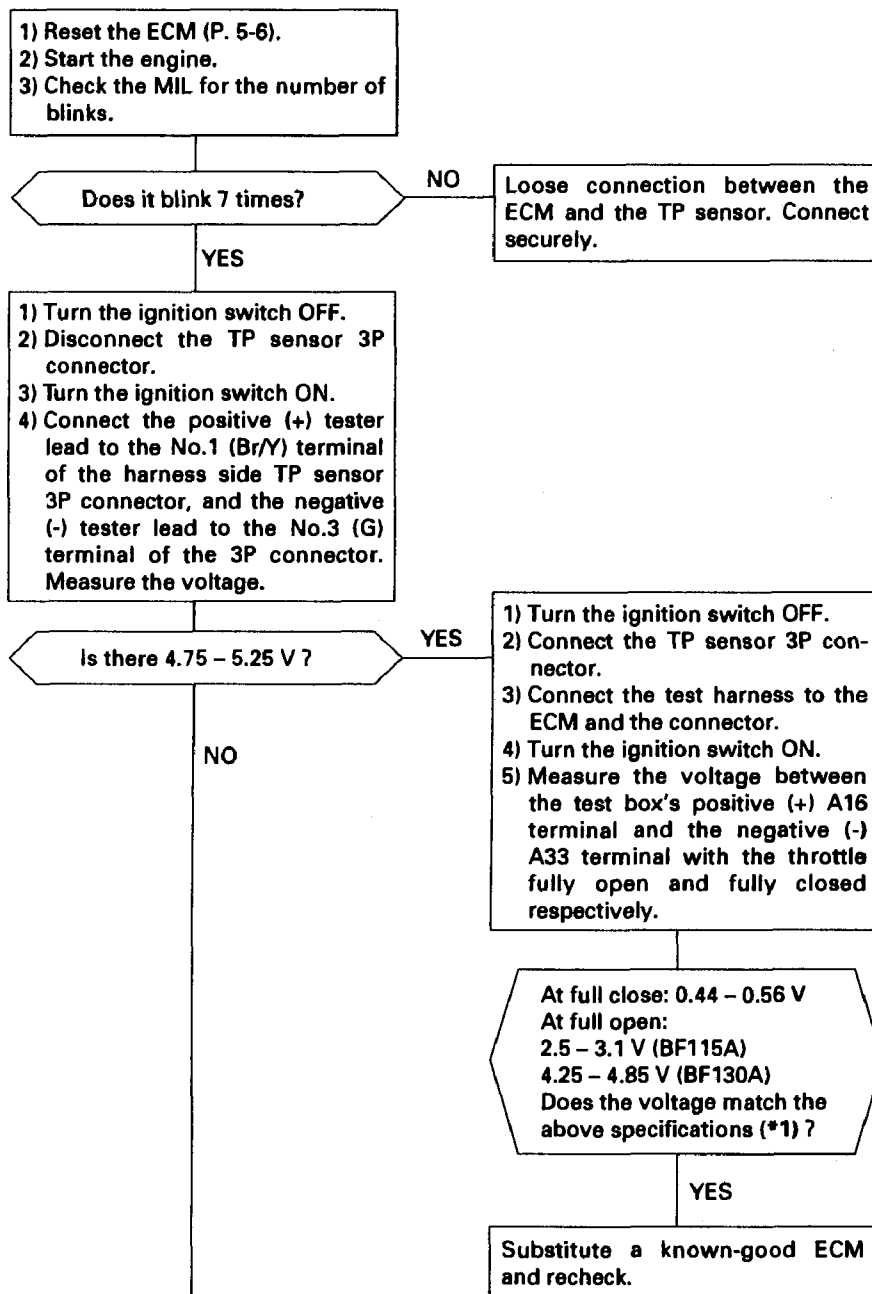 1) Reset the ECM (P. 5-6).
2) Start the engine.
3) Check the MIL for the number of
blinks.
Does it blink 7 times?
NO
Loose connection between the
ECM and the TP sensor. Connect
securely.
YES
1) Turn the ignition switch OFF.
2) Disconnect the TP sensor 3P
connector.
3) Turn the ignition switch ON.
4) Connect the positive (+) tester
lead to the No.1 (Br/Y) terminal
of the harness side TP sensor
3P connector, and the negative
(-) tester lead to the No.3 (G)
terminal of the 3P connector.
Measure the voltage.
Is there 4.75 – 5.25 V ?
YES
1) Turn the ignition switch OFF.
2) Connect the TP sensor 3P con-
nector.
3) Connect the test harness to the
ECM and the connector.
4) Turn the ignition switch ON.
5) Measure the voltage between
the test box's positive (+) A16
terminal and the negative (-)
A33 terminal with the throttle
fully open and fully closed
respectively.
NO
At full close: 0.44 – 0.56 V
At full open:
2.5 – 3.1 V (BF115A)
4.25 – 4.85 V (BF130A)
Does the voltage match the
above specifications (*1) ?
YES
Substitute a known-good ECM
and recheck.